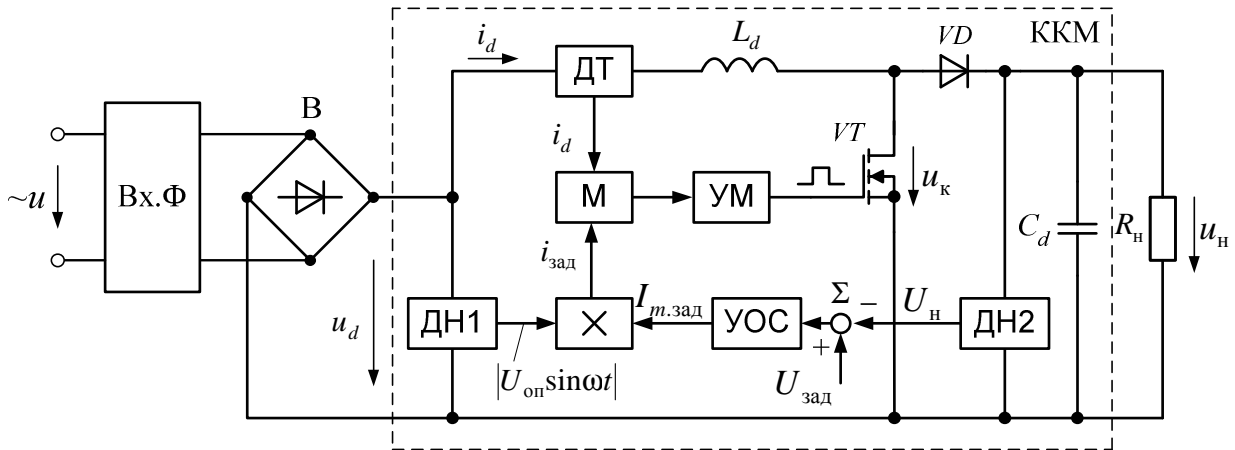 i_d
ДТ
L_d
VD
ККМ
В
i_d
VT
Вх.Ф
~u
М
УМ
u_к
i_зад
C_d
R_н
u_н
u_d
ДН1
×
I_m.зад
УОС
Σ
−
U_н
ДН2
+
|U_оп sinωt|
U_зад